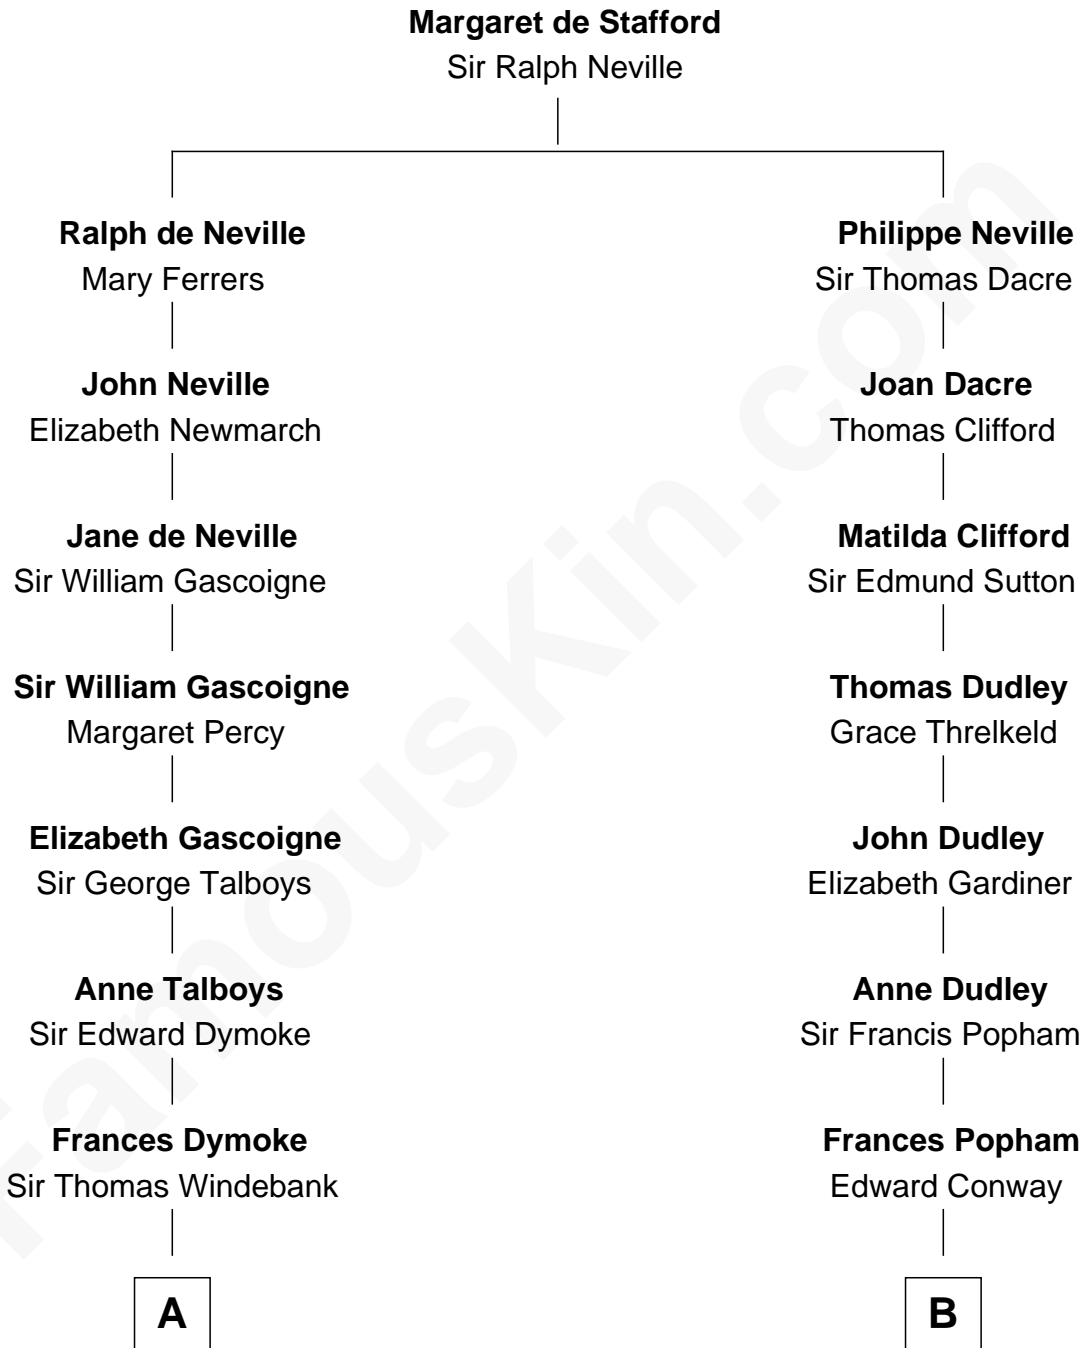 Margaret de Stafford
Sir Ralph Neville
Ralph de Neville
Mary Ferrers
John Neville
Elizabeth Newmarch
Jane de Neville
Sir William Gascoigne
Sir William Gascoigne
Margaret Percy
Elizabeth Gascoigne
Sir George Talboys
Anne Talboys
Sir Edward Dymoke
Frances Dymoke
Sir Thomas Windebank
A
Philippe Neville
Sir Thomas Dacre
Joan Dacre
Thomas Clifford
Matilda Clifford
Sir Edmund Sutton
Thomas Dudley
Grace Threlkeld
John Dudley
Elizabeth Gardiner
Anne Dudley
Sir Francis Popham
Frances Popham
Edward Conway
B
FamousKin.com